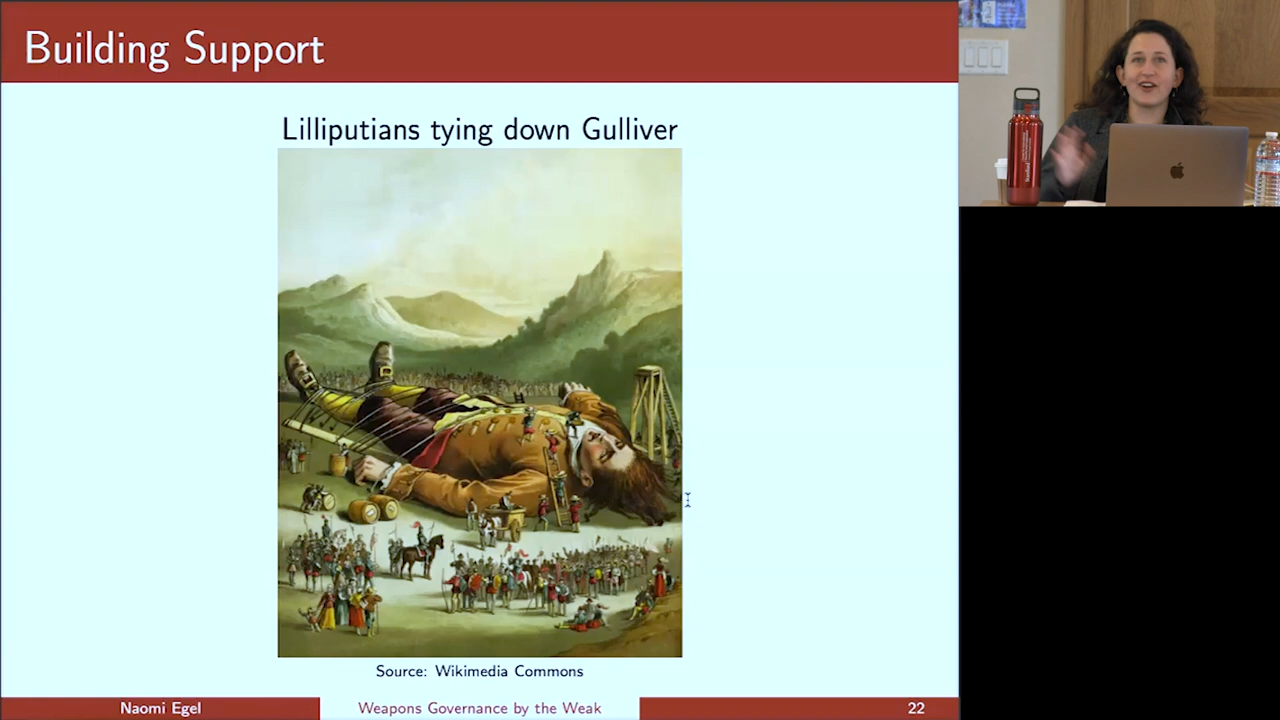 Building Support
Lilliputians tying down Gulliver
Source: Wikimedia Commons
Naomi Egel
Weapons Governance by the Weak
22